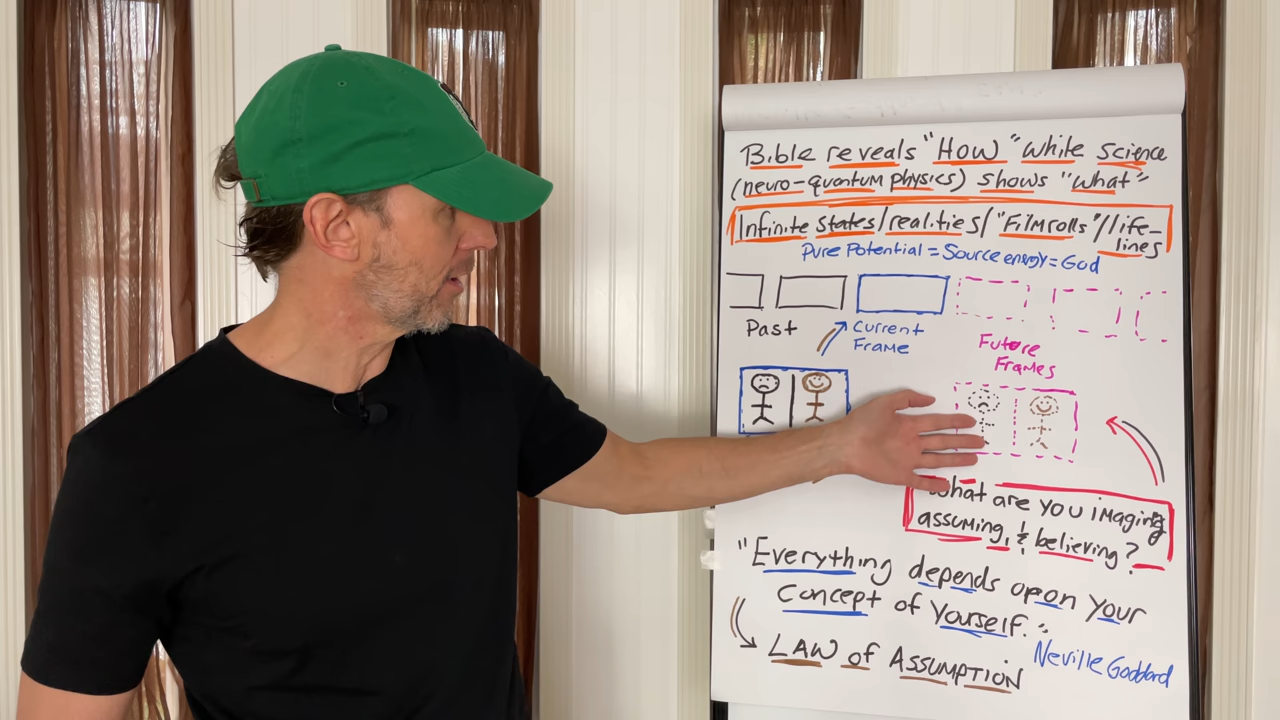 Bible reveals "How" while science
(neuro-quantum physics) shows "what"
Infinite states/realities/"Filmrolls"/life-
lines
Pure Potential = Source energy = God
Past
Current
Frame
Future
Frames
What are you imaging
assuming, & believing?
"Everything depends opon your
concept of yourself."
Neville Goddard
LAW of ASSUMPTION